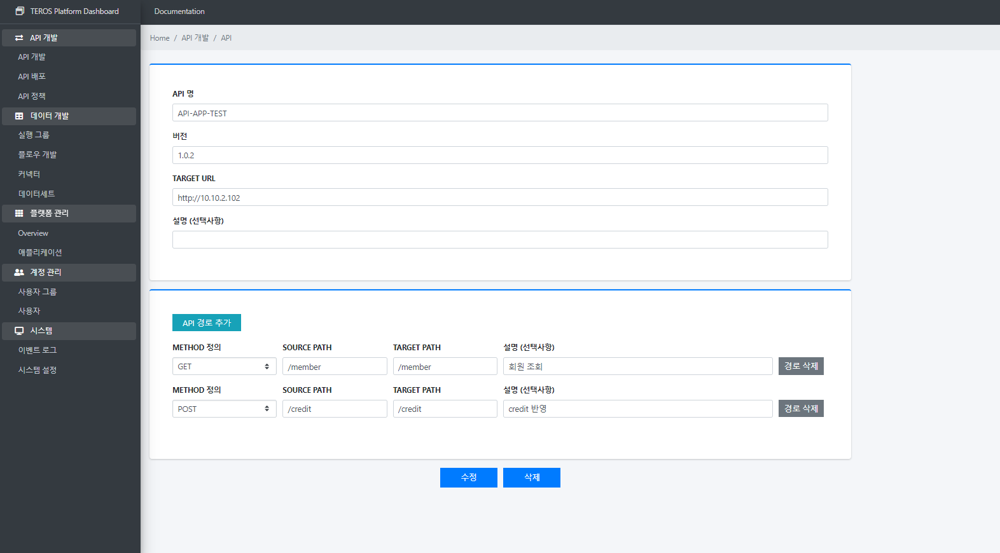 TEROS Platform Dashboard
Documentation
API 개발
API 개발
API 배포
API 정책
데이터 개발
실행 그룹
플로우 개발
커넥터
데이터세트
플랫폼 관리
Overview
애플리케이션
계정 관리
사용자 그룹
사용자
시스템
이벤트 로그
시스템 설정
Home / API 개발 / API
API 명
API-APP-TEST
버전
1.0.2
TARGET URL
http://10.10.2.102
설명 (선택사항)
API 경로 추가
METHOD 정의 SOURCE PATH TARGET PATH 설명 (선택사항)
GET /member /member 회원 조회 경로 삭제
METHOD 정의 SOURCE PATH TARGET PATH 설명 (선택사항)
POST /credit /credit credit 반영 경로 삭제
수정 삭제